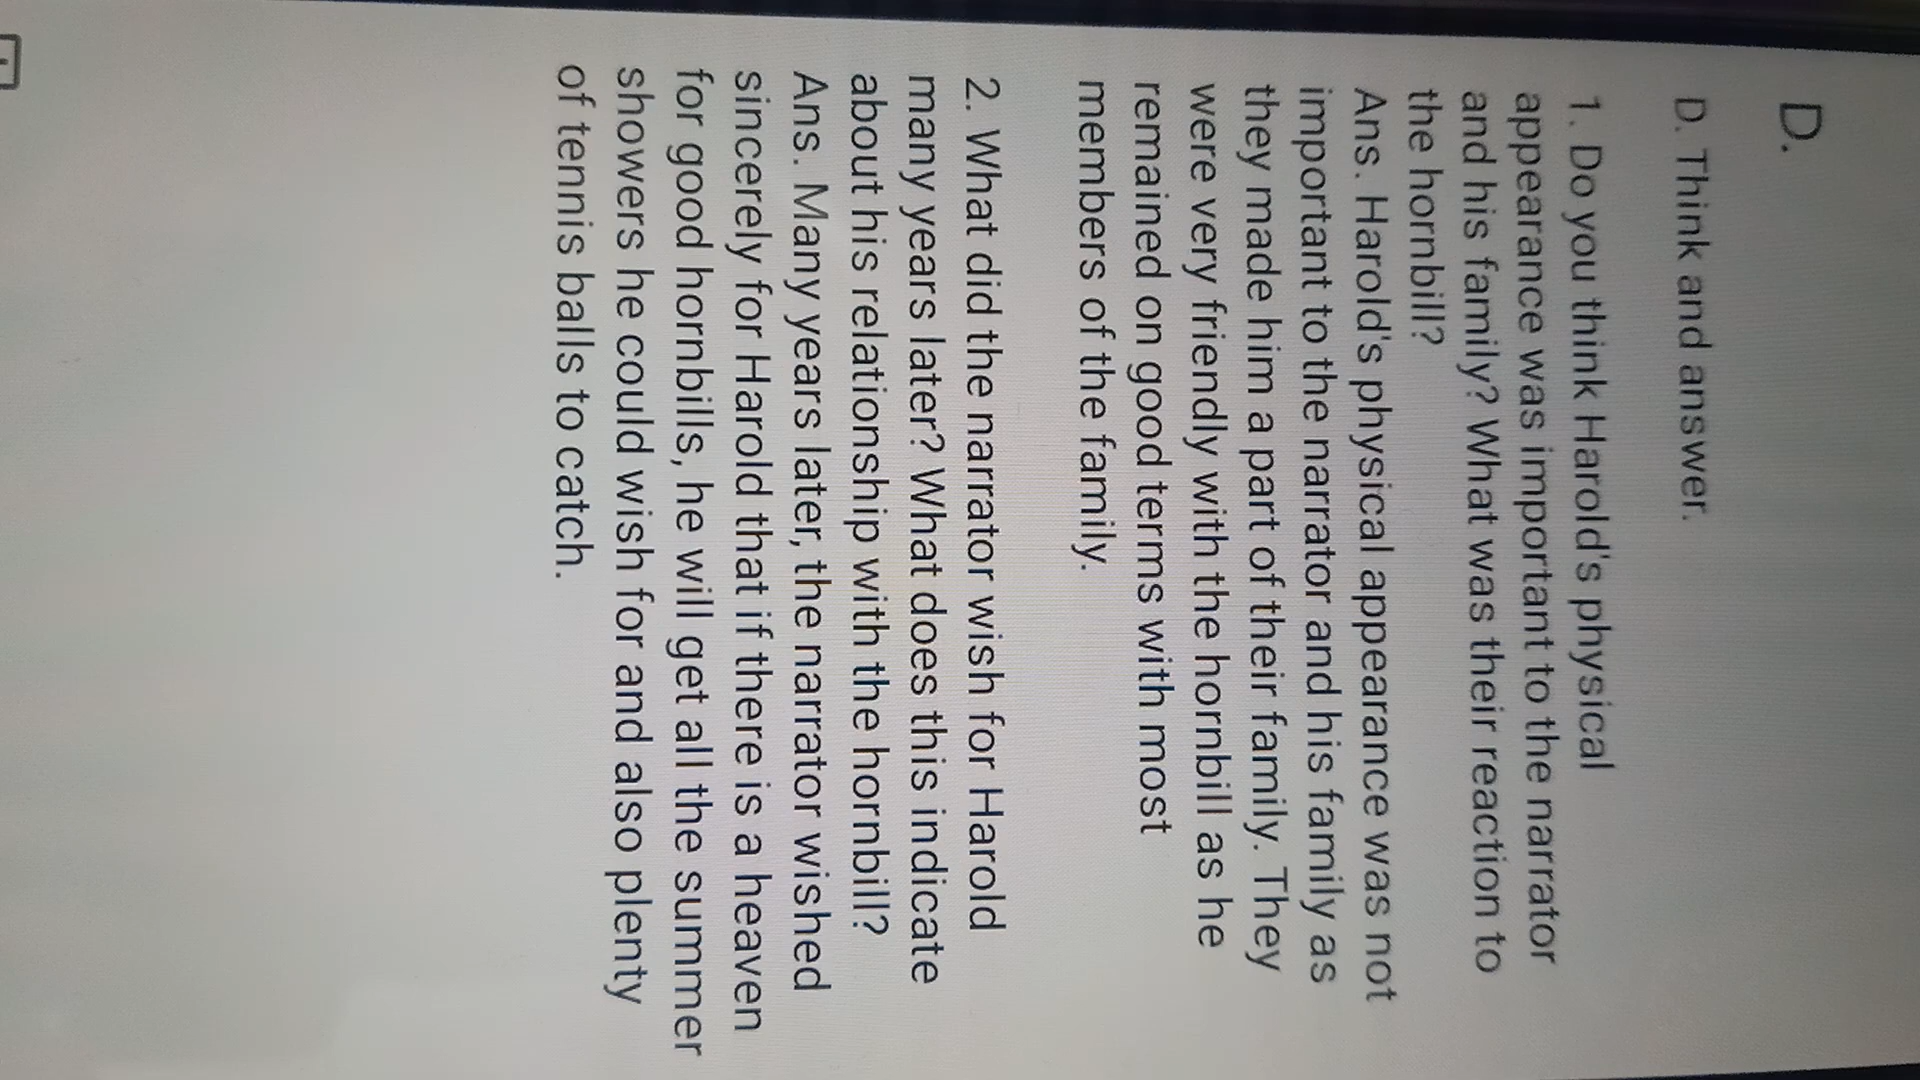 D.
D. Think and answer.
1. Do you think Harold's physical
appearance was important to the narrator
and his family? What was their reaction to
the hornbill?
Ans. Harold's physical appearance was not
important to the narrator and his family as
they made him a part of their family. They
were very friendly with the hornbill as he
remained on good terms with most
members of the family.
2. What did the narrator wish for Harold
many years later? What does this indicate
about his relationship with the hornbill?
Ans. Many years later, the narrator wished
sincerely for Harold that if there is a heaven
for good hornbills, he will get all the summer
showers he could wish for and also plenty
of tennis balls to catch.